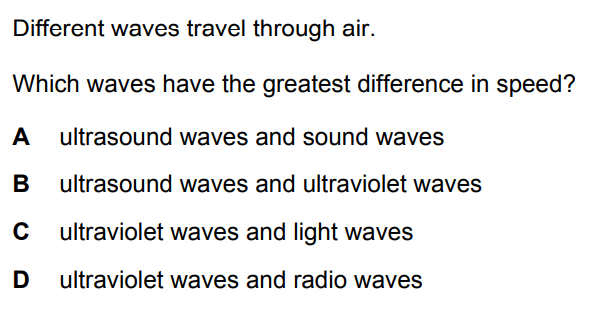 Different waves travel through air.
Which waves have the greatest difference in speed?
A ultrasound waves and sound waves
B ultrasound waves and ultraviolet waves
C ultraviolet waves and light waves
D ultraviolet waves and radio waves